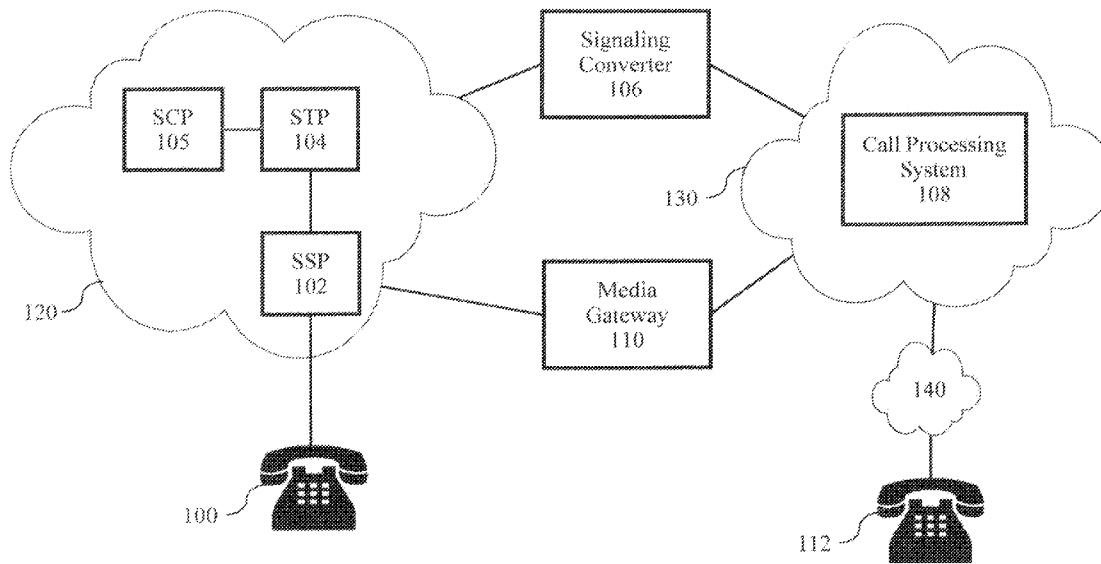 Signaling
Converter
106
SCP
105
STP
104
Call Processing
System
108
130
SSP
102
Media
Gateway
110
120
140
100
112